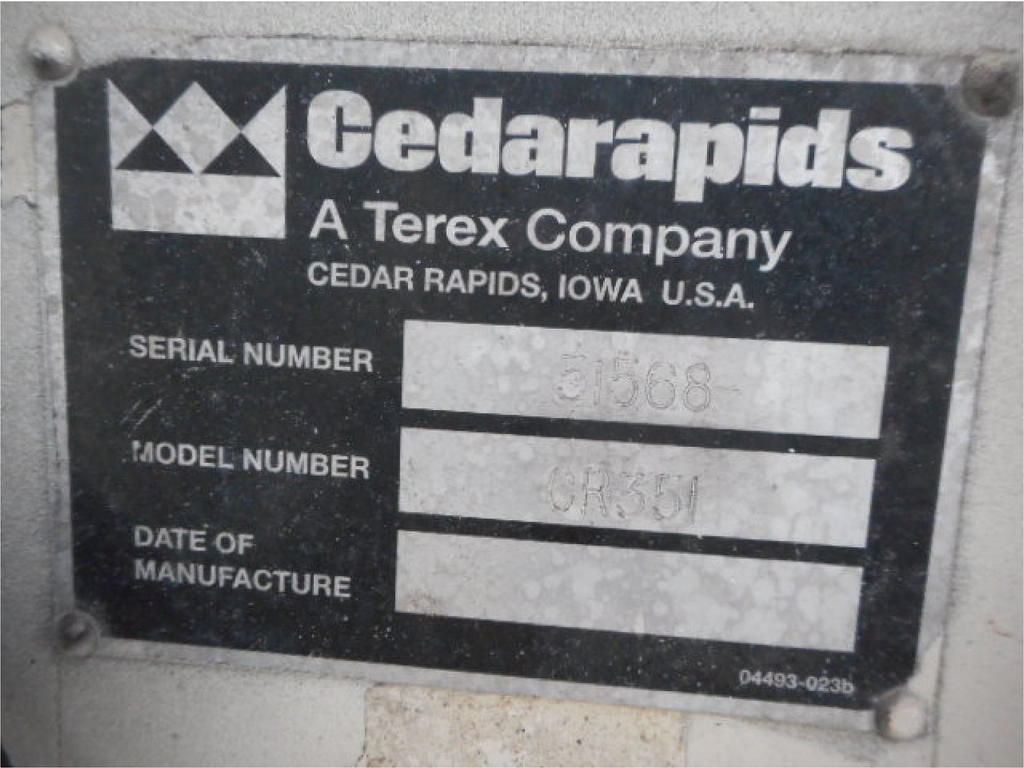 Cedarapids
A Terex Company
CEDAR RAPIDS, IOWA U.S.A.
SERIAL NUMBER 51568
MODEL NUMBER CR351
DATE OF
MANUFACTURE
04493-023b